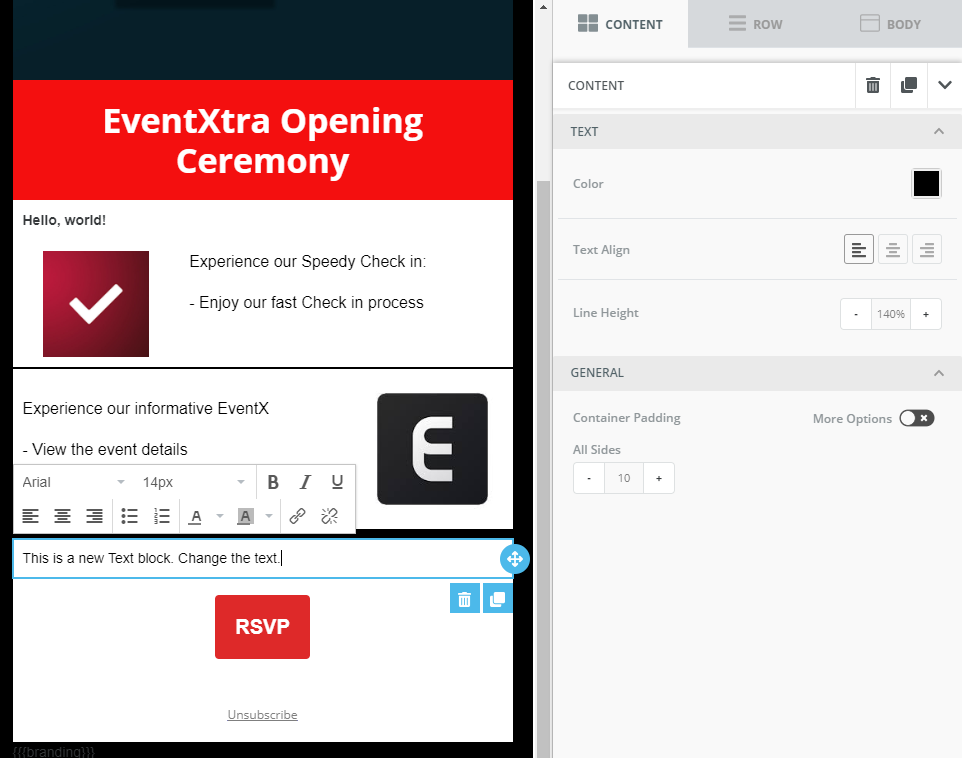 CONTENT
ROW
BODY
EventXtra Opening
Ceremony
Hello, world!
Experience our Speedy Check in:
- Enjoy our fast Check in process
Experience our informative EventX
- View the event details
Arial
14px
B
I
U
A
A
This is a new Text block. Change the text.
RSVP
Unsubscribe
{{{branding}}}
CONTENT
TEXT
Color
Text Align
Line Height
- 140% +
GENERAL
Container Padding
More Options
All Sides
- 10 +